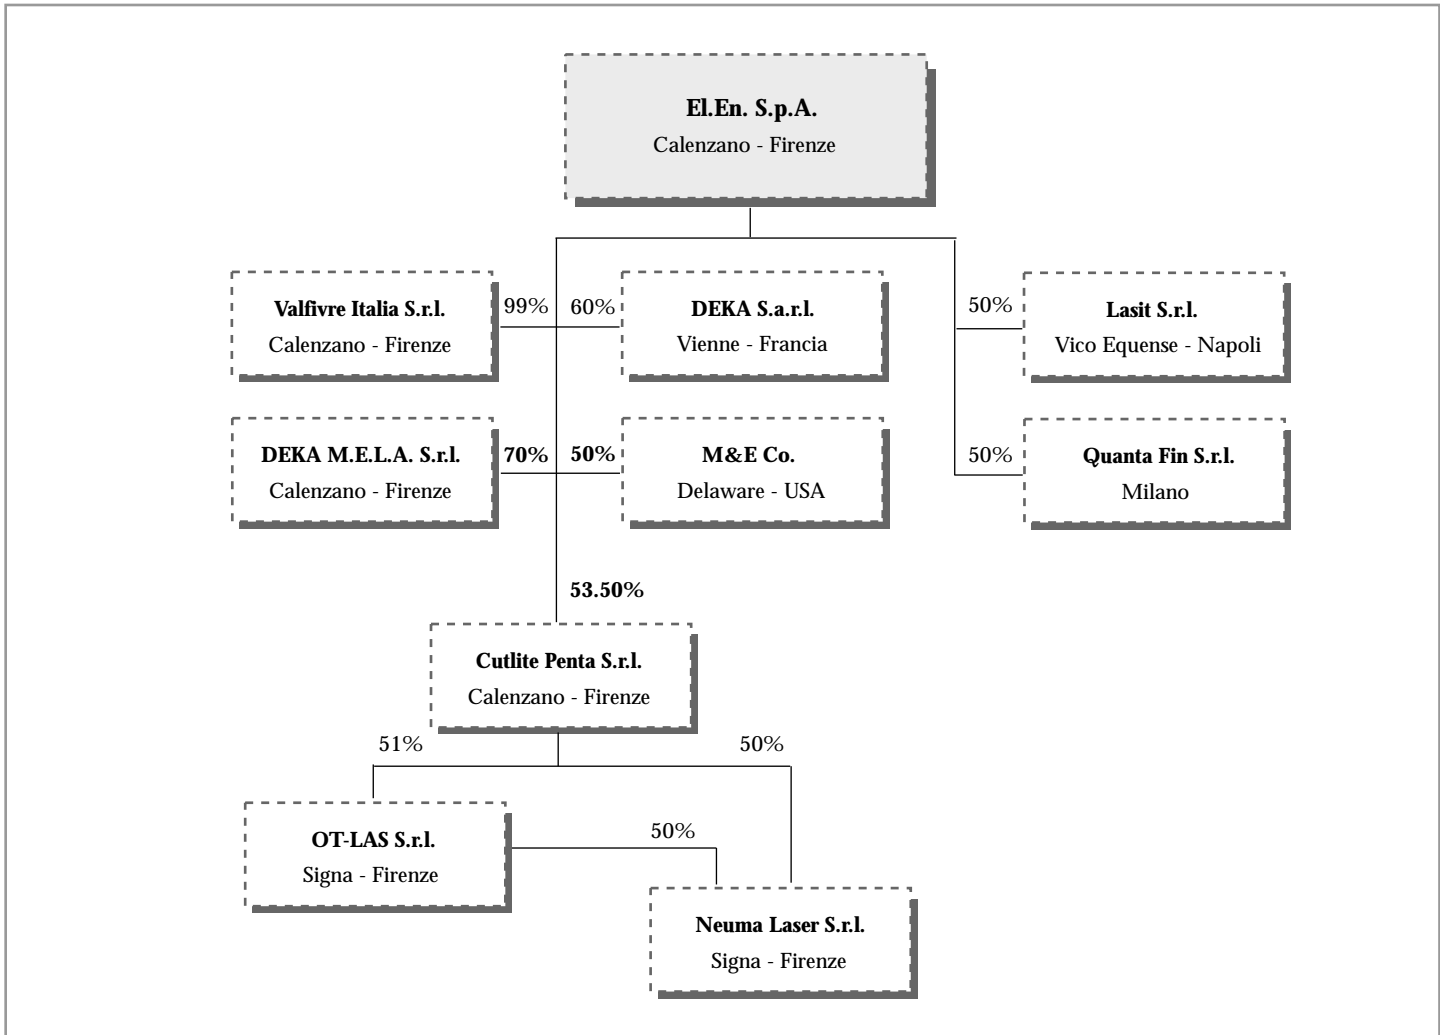 El.En. S.p.A.
Calenzano - Firenze
Valfivre Italia S.r.l.
Calenzano - Firenze
99%
60%
DEKA S.a.r.l.
Vienne - Francia
50%
Lasit S.r.l.
Vico Equense - Napoli
DEKA M.E.L.A. S.r.l.
Calenzano - Firenze
70%
50%
M&E Co.
Delaware - USA
50%
Quanta Fin S.r.l.
Milano
53.50%
Cutlite Penta S.r.l.
Calenzano - Firenze
51%
50%
OT-LAS S.r.l.
Signa - Firenze
50%
Neuma Laser S.r.l.
Signa - Firenze